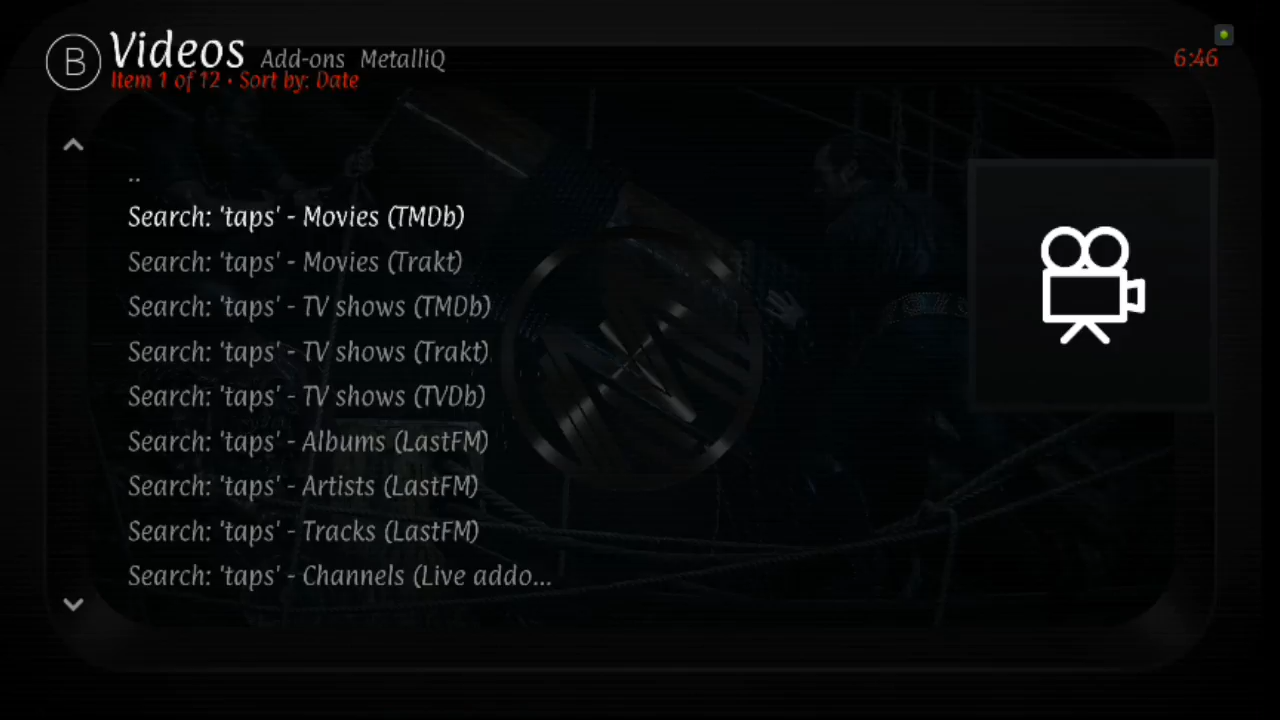 B Videos Add-ons MetalliQ
Item 1 of 12 • Sort by: Date
6:46
..
Search: 'taps' - Movies (TMDb)
Search: 'taps' - Movies (Trakt)
Search: 'taps' - TV shows (TMDb)
Search: 'taps' - TV shows (Trakt)
Search: 'taps' - TV shows (TVDb)
Search: 'taps' - Albums (LastFM)
Search: 'taps' - Artists (LastFM)
Search: 'taps' - Tracks (LastFM)
Search: 'taps' - Channels (Live addo...